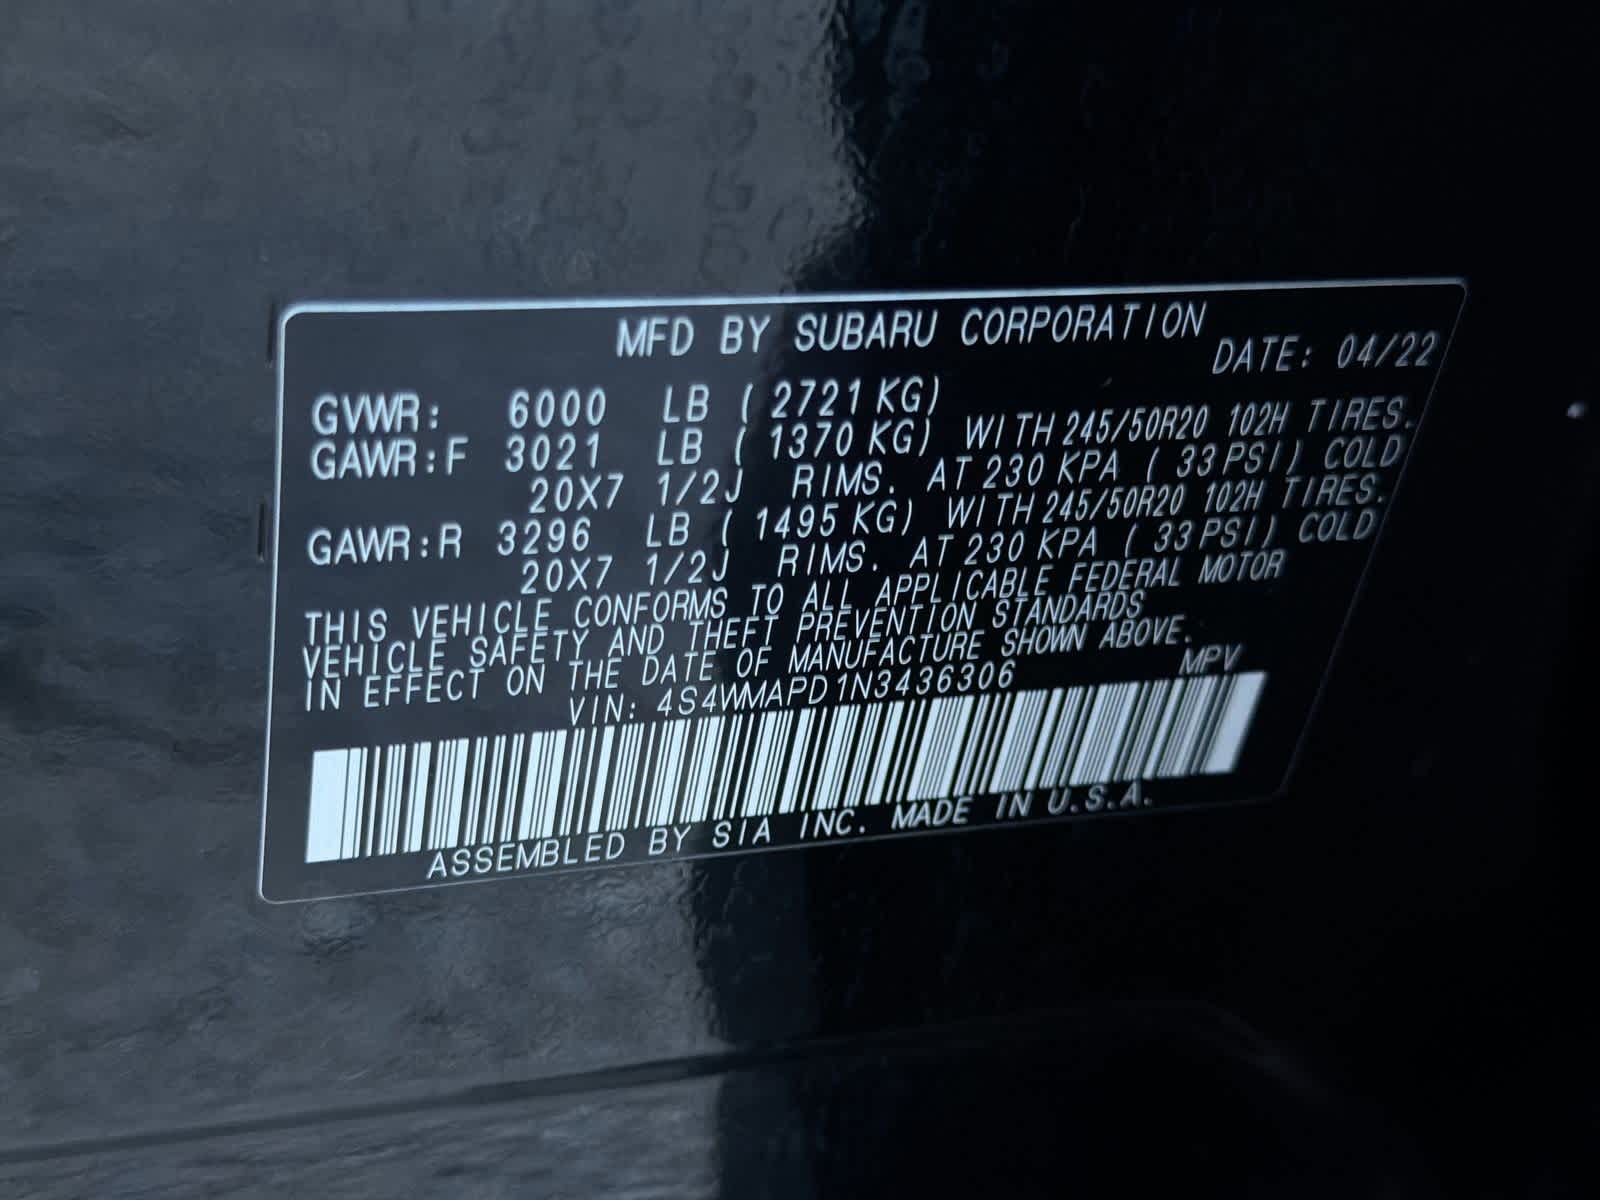 MFD BY SUBARU CORPORATION
DATE: 04/22
GVWR: 6000 LB ( 2721 KG)
GAWR:F 3021 LB ( 1370 KG) WITH 245/50R20 102H TIRES.
20X7 1/2J RIMS. AT 230 KPA ( 33 PSI) COLD
GAWR:R 3296 LB ( 1495 KG) WITH 245/50R20 102H TIRES.
20X7 1/2J RIMS. AT 230 KPA ( 33 PSI) COLD
THIS VEHICLE CONFORMS TO ALL APPLICABLE FEDERAL MOTOR
VEHICLE SAFETY AND THEFT PREVENTION STANDARDS
IN EFFECT ON THE DATE OF MANUFACTURE SHOWN ABOVE.
VIN: 4S4WMAPD1N3436306 MPV
ASSEMBLED BY SIA INC. MADE IN U.S.A.